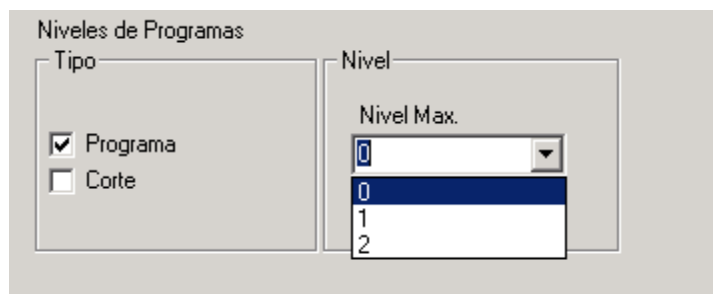 Niveles de Programas
Tipo
Nivel
Nivel Max.
Programa
0
Corte
0
1
2